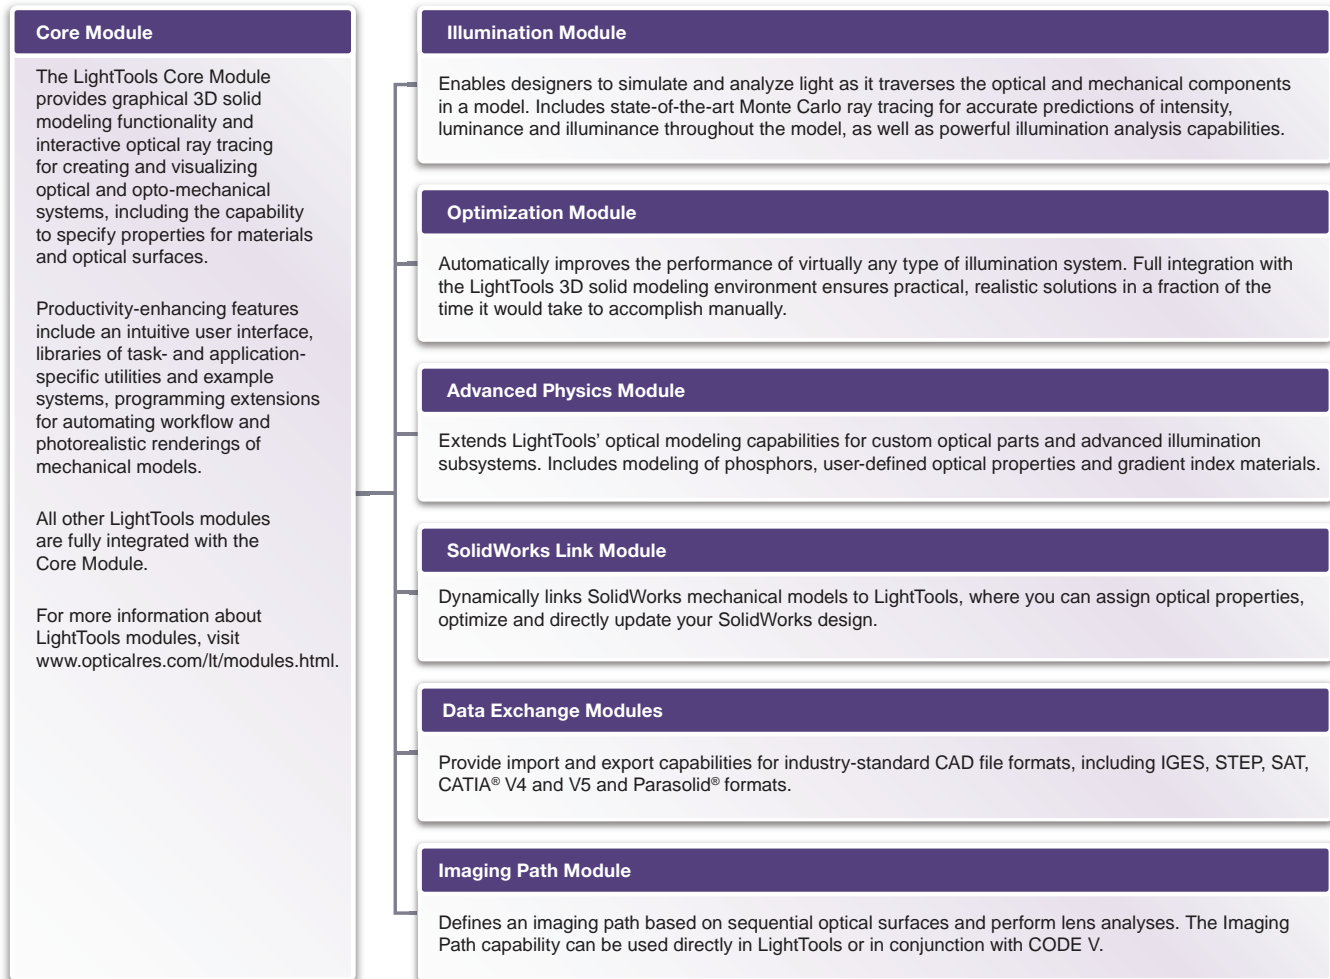 Core Module
The LightTools Core Module
provides graphical 3D solid
modeling functionality and
interactive optical ray tracing
for creating and visualizing
optical and opto-mechanical
systems, including the capability
to specify properties for materials
and optical surfaces.
Productivity-enhancing features
include an intuitive user interface,
libraries of task- and application-
specific utilities and example
systems, programming extensions
for automating workflow and
photorealistic renderings of
mechanical models.
All other LightTools modules
are fully integrated with the
Core Module.
For more information about
LightTools modules, visit
www.opticalres.com/lt/modules.html.
Illumination Module
Enables designers to simulate and analyze light as it traverses the optical and mechanical components
in a model. Includes state-of-the-art Monte Carlo ray tracing for accurate predictions of intensity,
luminance and illuminance throughout the model, as well as powerful illumination analysis capabilities.
Optimization Module
Automatically improves the performance of virtually any type of illumination system. Full integration with
the LightTools 3D solid modeling environment ensures practical, realistic solutions in a fraction of the
time it would take to accomplish manually.
Advanced Physics Module
Extends LightTools' optical modeling capabilities for custom optical parts and advanced illumination
subsystems. Includes modeling of phosphors, user-defined optical properties and gradient index materials.
SolidWorks Link Module
Dynamically links SolidWorks mechanical models to LightTools, where you can assign optical properties,
optimize and directly update your SolidWorks design.
Data Exchange Modules
Provide import and export capabilities for industry-standard CAD file formats, including IGES, STEP, SAT,
CATIA® V4 and V5 and Parasolid® formats.
Imaging Path Module
Defines an imaging path based on sequential optical surfaces and perform lens analyses. The Imaging
Path capability can be used directly in LightTools or in conjunction with CODE V.